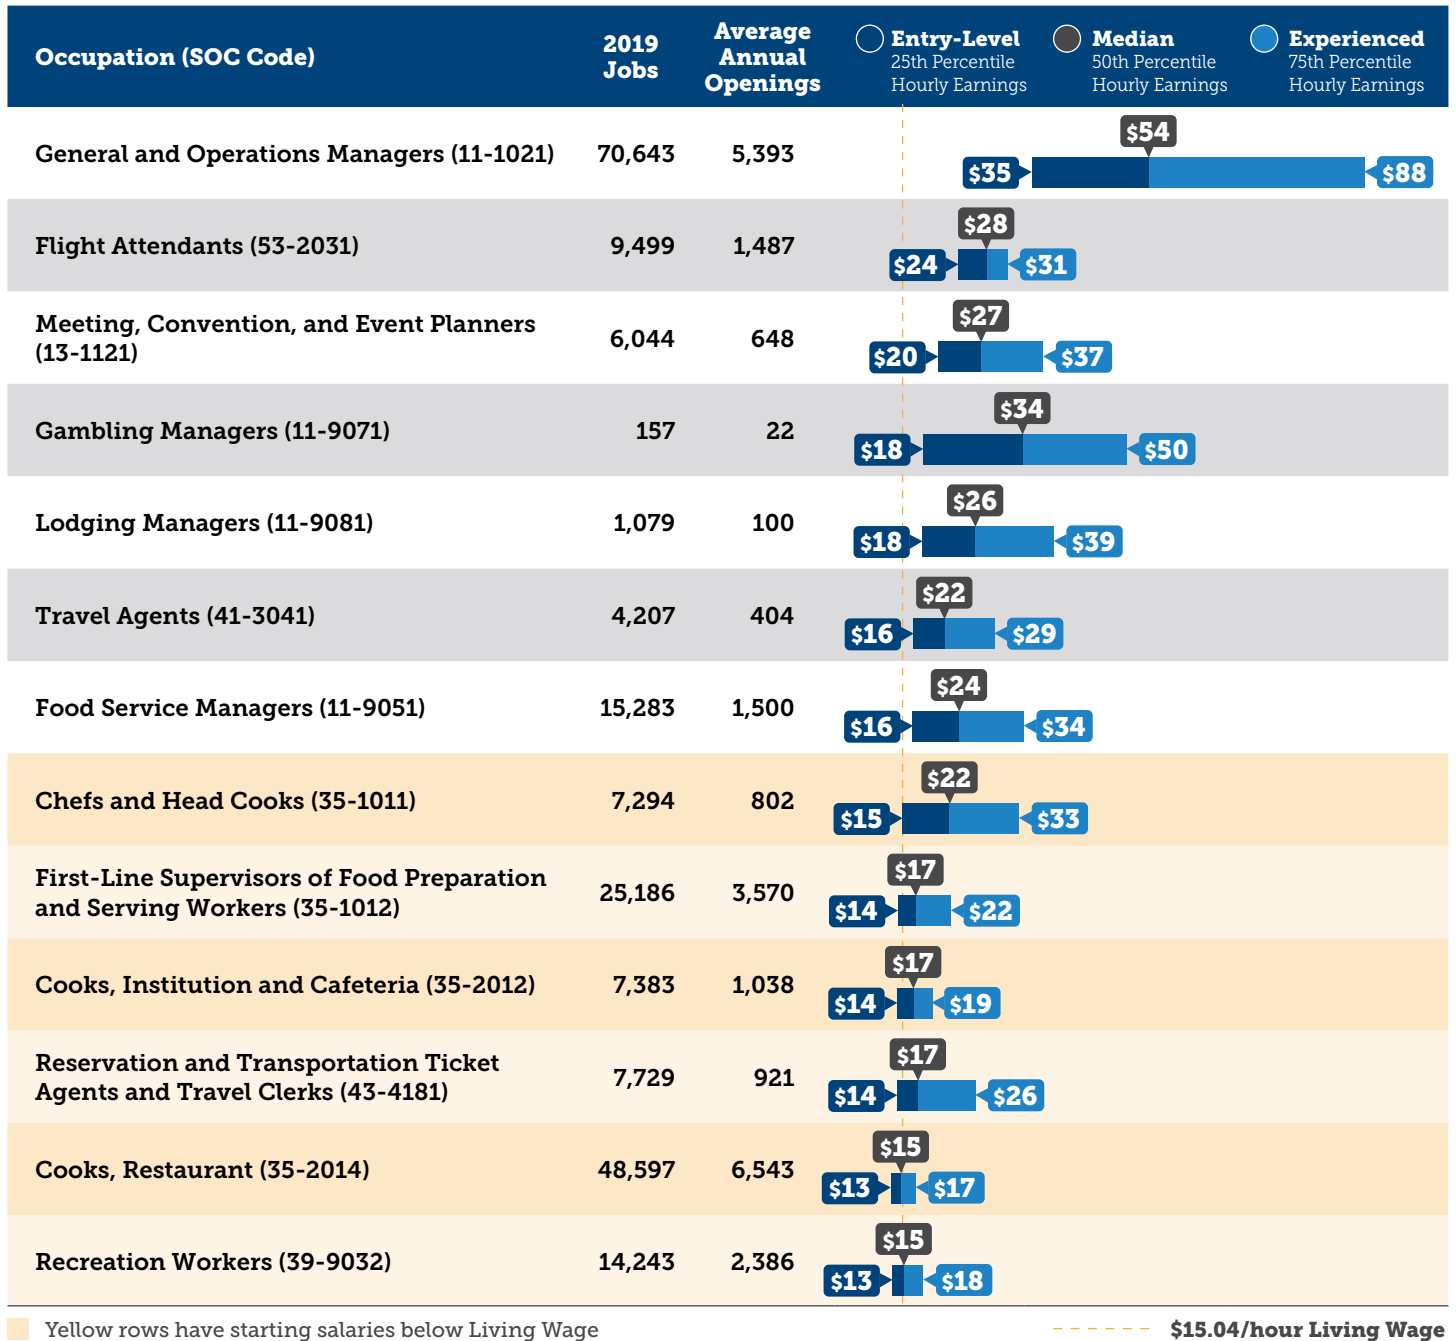 Occupation (SOC Code)
2019
Jobs
Average
Annual
Openings
Entry-Level
25th Percentile
Hourly Earnings
Median
50th Percentile
Hourly Earnings
Experienced
75th Percentile
Hourly Earnings
General and Operations Managers (11-1021) 70,643 5,393 $35 $54 $88
Flight Attendants (53-2031) 9,499 1,487 $24 $28 $31
Meeting, Convention, and Event Planners
(13-1121) 6,044 648 $20 $27 $37
Gambling Managers (11-9071) 157 22 $18 $34 $50
Lodging Managers (11-9081) 1,079 100 $18 $26 $39
Travel Agents (41-3041) 4,207 404 $16 $22 $29
Food Service Managers (11-9051) 15,283 1,500 $16 $24 $34
Chefs and Head Cooks (35-1011) 7,294 802 $15 $22 $33
First-Line Supervisors of Food Preparation
and Serving Workers (35-1012) 25,186 3,570 $14 $17 $22
Cooks, Institution and Cafeteria (35-2012) 7,383 1,038 $14 $17 $19
Reservation and Transportation Ticket
Agents and Travel Clerks (43-4181) 7,729 921 $14 $17 $26
Cooks, Restaurant (35-2014) 48,597 6,543 $13 $15 $17
Recreation Workers (39-9032) 14,243 2,386 $13 $15 $18
Yellow rows have starting salaries below Living Wage
$15.04/hour Living Wage